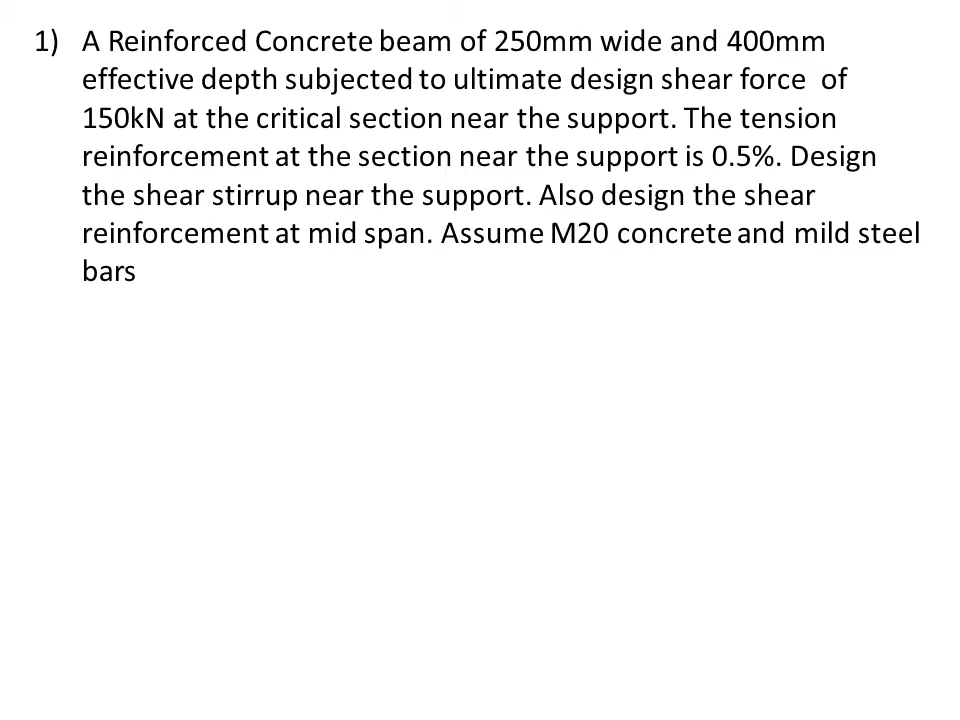 1) A Reinforced Concrete beam of 250mm wide and 400mm
effective depth subjected to ultimate design shear force of
150kN at the critical section near the support. The tension
reinforcement at the section near the support is 0.5%. Design
the shear stirrup near the support. Also design the shear
reinforcement at mid span. Assume M20 concrete and mild steel
bars